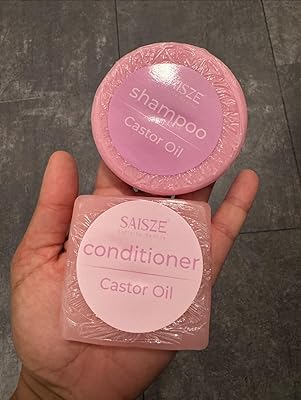 SAISZE
shampoo
Castor Oil
SAISZE
conditioner
Castor Oil